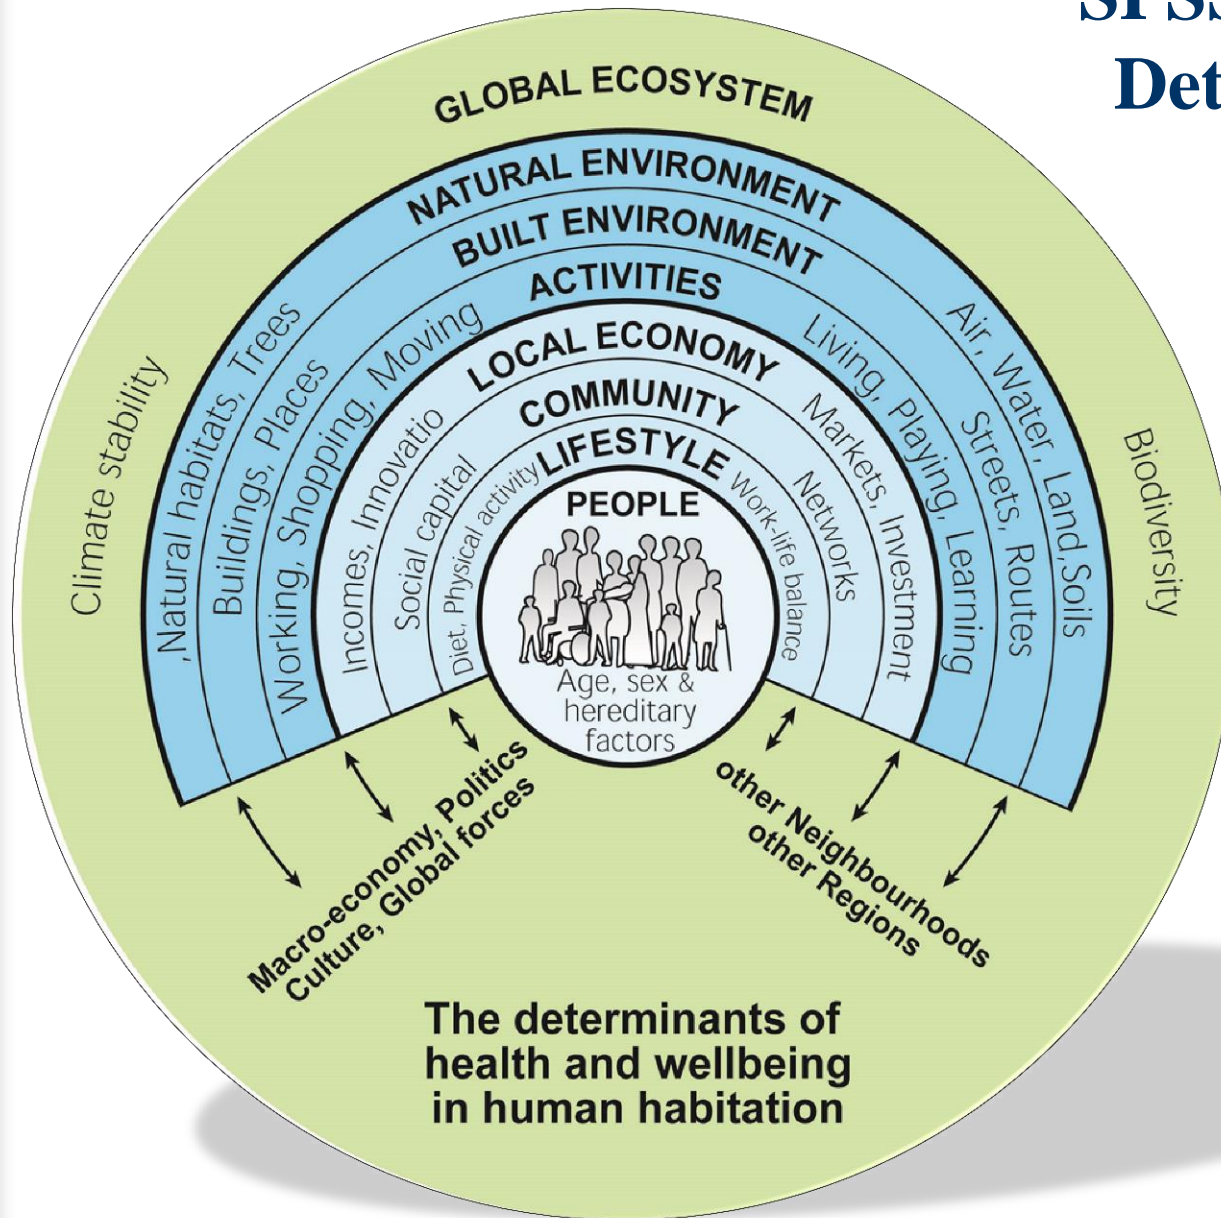 Det
GLOBAL ECOSYSTEM
NATURAL ENVIRONMENT
BUILT ENVIRONMENT
ACTIVITIES
LOCAL ECONOMY
COMMUNITY
LIFESTYLE
PEOPLE
Age, sex &
hereditary
factors
Climate stability
,Natural habitats, Trees
Buildings, Places
Working, Shopping, Moving
Incomes, Innovatio
Social capital
Diet, Physical activity
Work-life balance
Networks
Markets, Investment
Living, Playing, Learning
Streets, Routes
Air, Water, Land,Soils
Biodiversity
Macro-economy, Politics
Culture, Global forces
other Neighbourhoods
other Regions
The determinants of
health and wellbeing
in human habitation